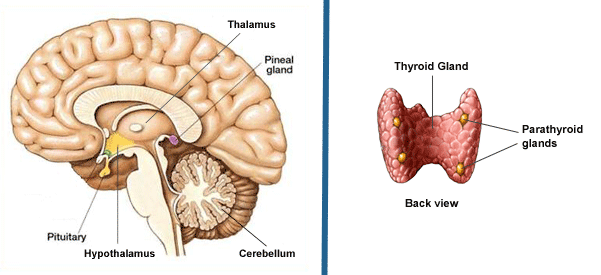 Thalamus
Pineal
gland
Pituitary
Hypothalamus
Cerebellum
Thyroid Gland
Parathyroid
glands
Back view